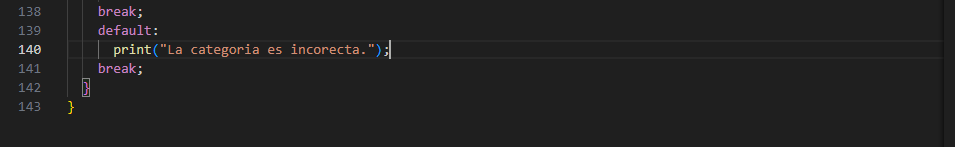 138 break;
139 default:
140 print("La categoria es incorecta.");
141 break;
142 }
143 }